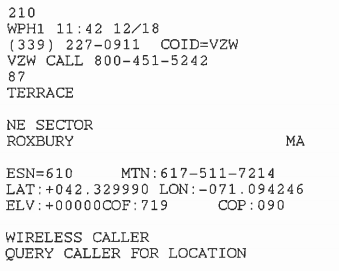 210
WPH1 11:42 12/18
(339) 227-0911 COID=VZW
VZW CALL 800-451-5242
87
TERRACE
NE SECTOR
ROXBURY MA
ESN=610 MTN:617-511-7214
LAT:+042.329990 LON:-071.094246
ELV:+00000COF:719 COP:090
WIRELESS CALLER
QUERY CALLER FOR LOCATION